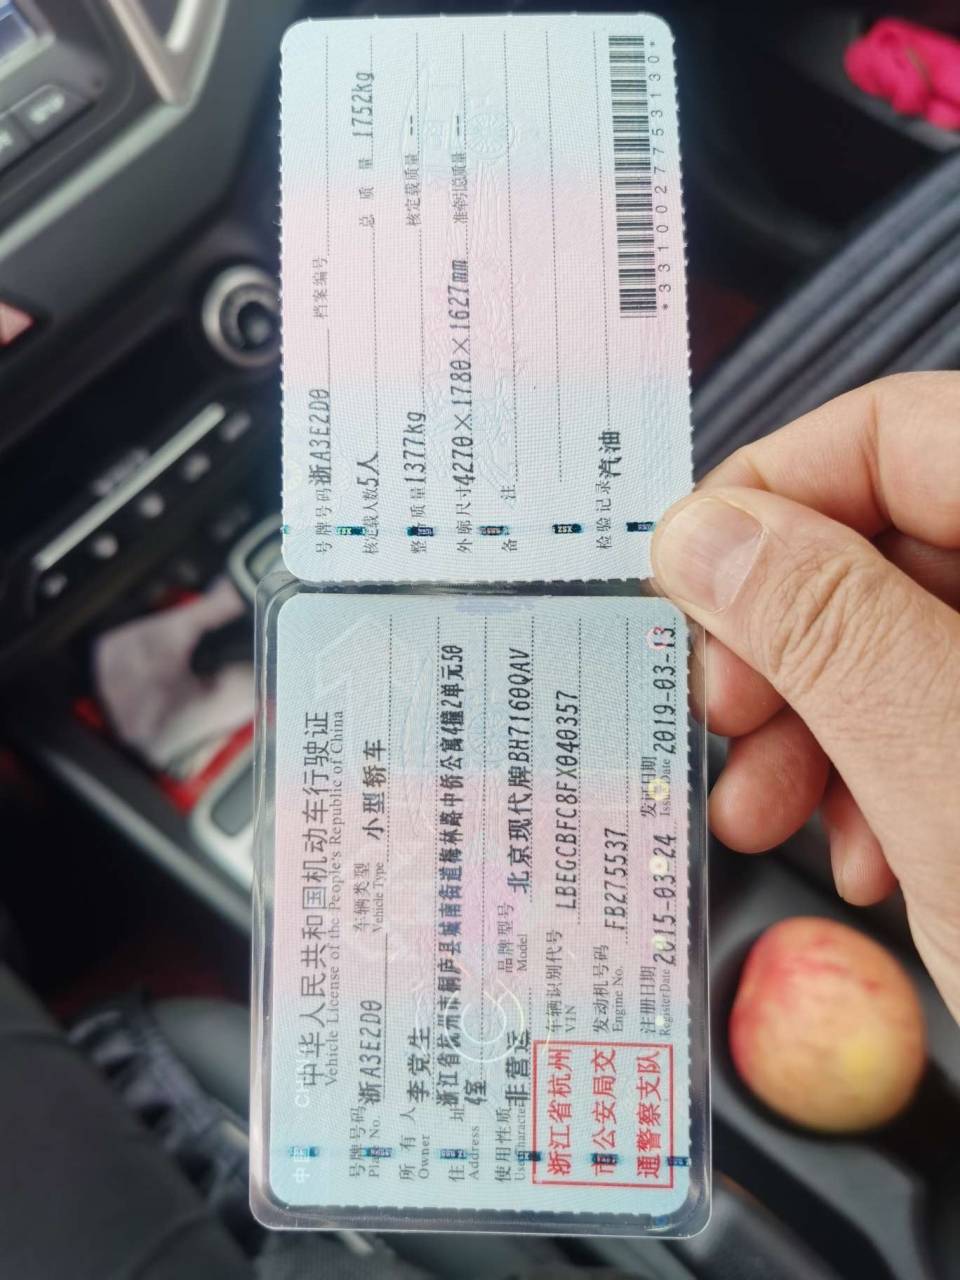 中华人民共和国机动车行驶证
Vehicle License of the People's Republic of China
号牌号码 浙A3E2D0 车辆类型 小型轿车
Plate No. Vehicle Type
所有人 李党生
Owner
住址 浙江省杭州市桐庐县城南街道梅林路中侨公寓4撞2单元50
Address 4室
使用性质 非营运 品牌型号 北京现代牌BH7160QAV
Use Character Model
浙江省杭州
市公安局交
通警察支队
车辆识别代号 LBEGCBFC8FX040357
VIN
发动机号码 FB275537
Engine No.
注册日期 2015-03-24 发证日期 2019-03-13
Register Date Issue Date
号牌号码 浙A3E2D0 档案编号
核定载人数 5人 总质量 1752kg
整备质量 1377kg 核定载质量 --
外廓尺寸 4270×1780×1627mm 准牵引总质量 --
备注
检验记录 汽油
*3310027753130*